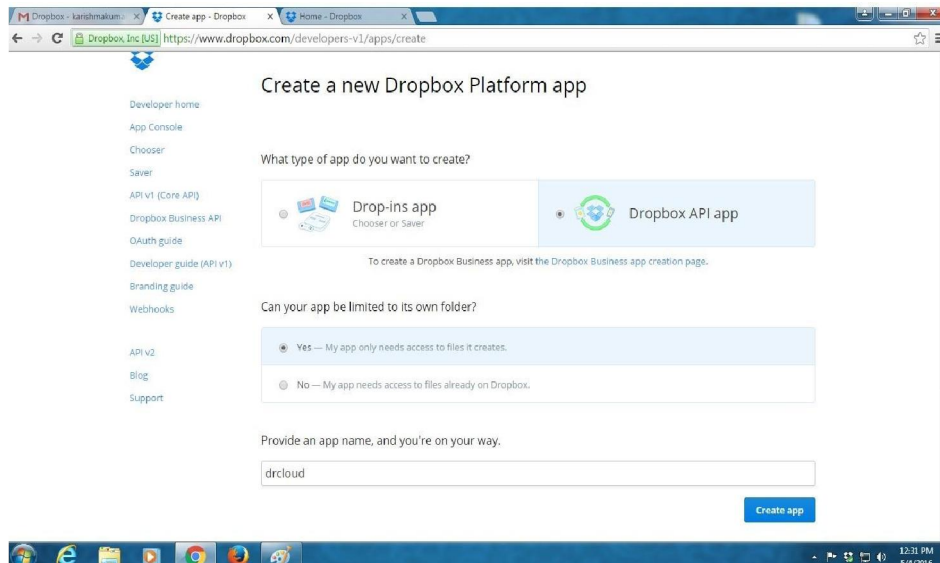 Dropbox - karishmakuma
Create app - Dropbox
Home - Dropbox
Dropbox, Inc [US] https://www.dropbox.com/developers-v1/apps/create
Create a new Dropbox Platform app
Developer home
App Console
Chooser
Saver
API v1 (Core API)
Dropbox Business API
OAuth guide
Developer guide (API v1)
Branding guide
Webhooks
API v2
Blog
Support
What type of app do you want to create?
Drop-ins app
Chooser or Saver
Dropbox API app
To create a Dropbox Business app, visit the Dropbox Business app creation page.
Can your app be limited to its own folder?
Yes — My app only needs access to files it creates.
No — My app needs access to files already on Dropbox.
Provide an app name, and you're on your way.
drcloud
Create app
12:31 PM
5/4/2016